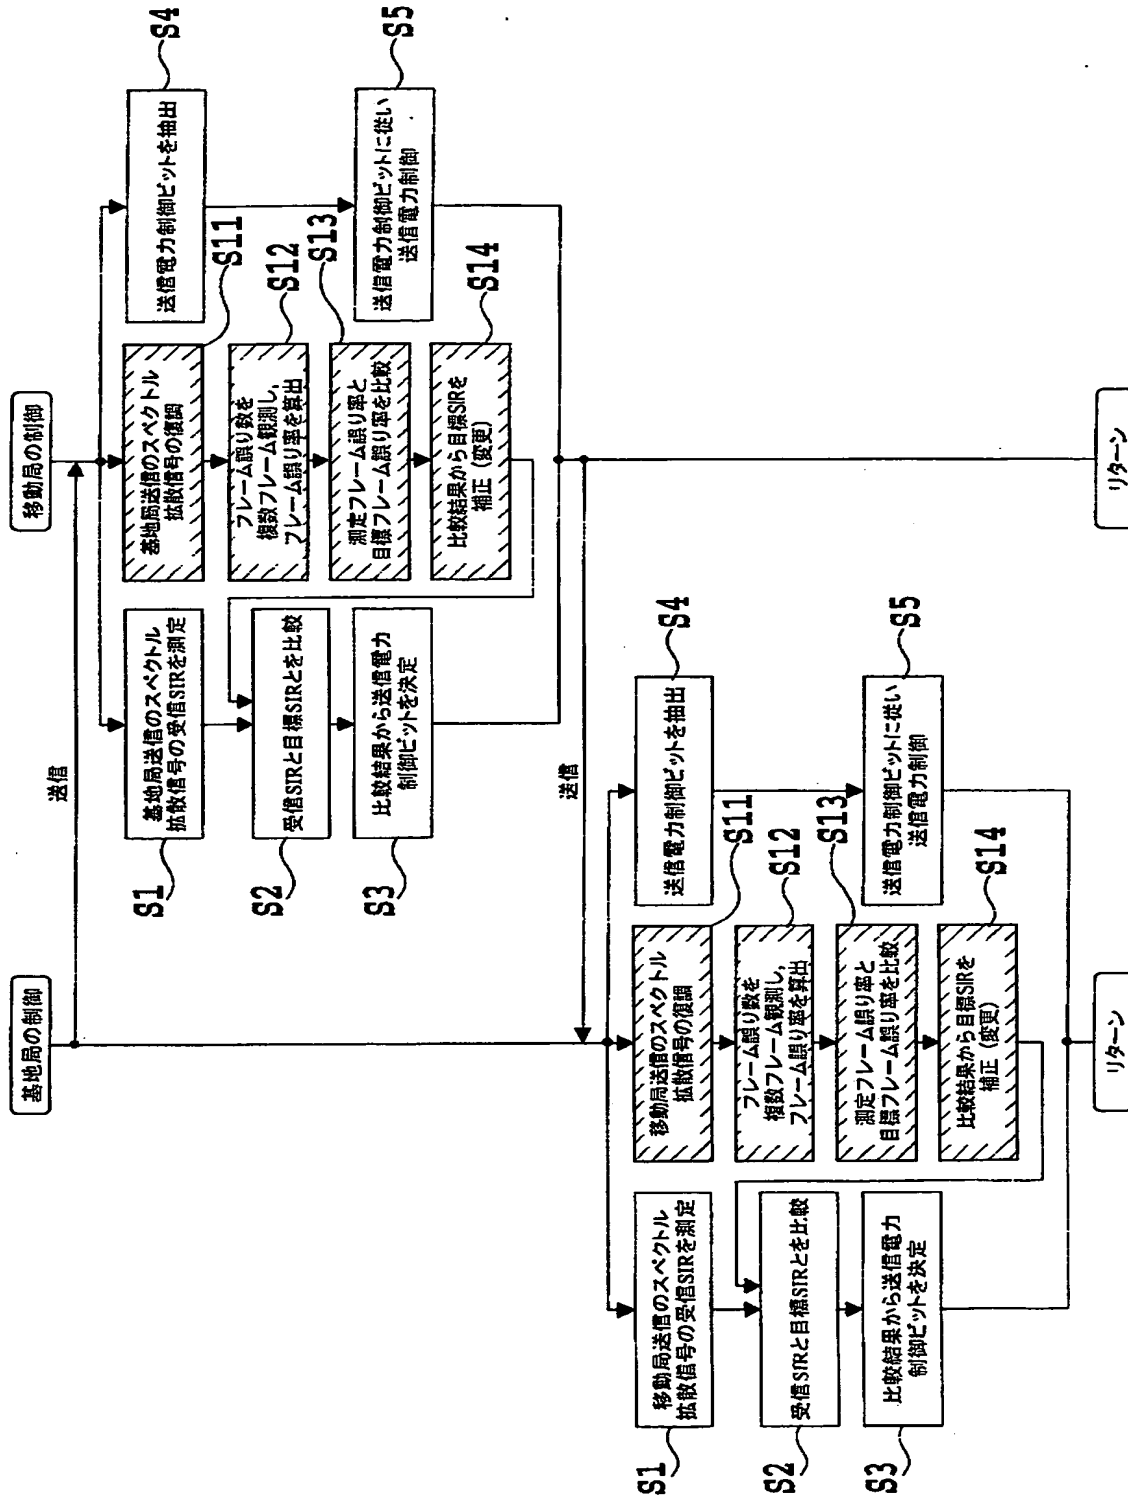 基地局の制御
移動局の制御
送信
S1
基地局送信のスペクトル
拡散信号の受信SIRを測定
S2
受信SIRと目標SIRとを比較
S3
比較結果から送信電力
制御ビットを決定
基地局送信のスペクトル
拡散信号の復調
S11
フレーム誤り数を
複数フレーム観測し,
フレーム誤り率を算出
S12
測定フレーム誤り率と
目標フレーム誤り率を比較
S13
比較結果から目標SIRを
補正（変更）
S14
送信電力制御ビットを抽出
S4
送信電力制御ビットに従い
送信電力制御
S5
送信
S1
移動局送信のスペクトル
拡散信号の受信SIRを測定
S2
受信SIRと目標SIRとを比較
S3
比較結果から送信電力
制御ビットを決定
移動局送信のスペクトル
拡散信号の復調
S11
フレーム誤り数を
複数フレーム観測し,
フレーム誤り率を算出
S12
測定フレーム誤り率と
目標フレーム誤り率を比較
S13
比較結果から目標SIRを
補正（変更）
S14
送信電力制御ビットを抽出
S4
送信電力制御ビットに従い
送信電力制御
S5
リターン
リターン